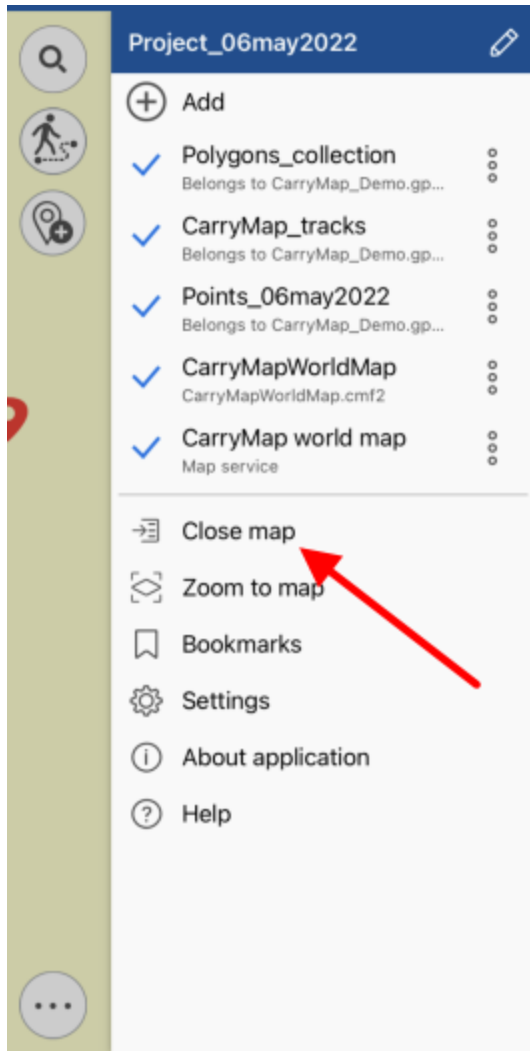 Project_06may2022
Add
Polygons_collection
Belongs to CarryMap_Demo.gp...
CarryMap_tracks
Belongs to CarryMap_Demo.gp...
Points_06may2022
Belongs to CarryMap_Demo.gp...
CarryMapWorldMap
CarryMapWorldMap.cmf2
CarryMap world map
Map service
Close map
Zoom to map
Bookmarks
Settings
About application
Help